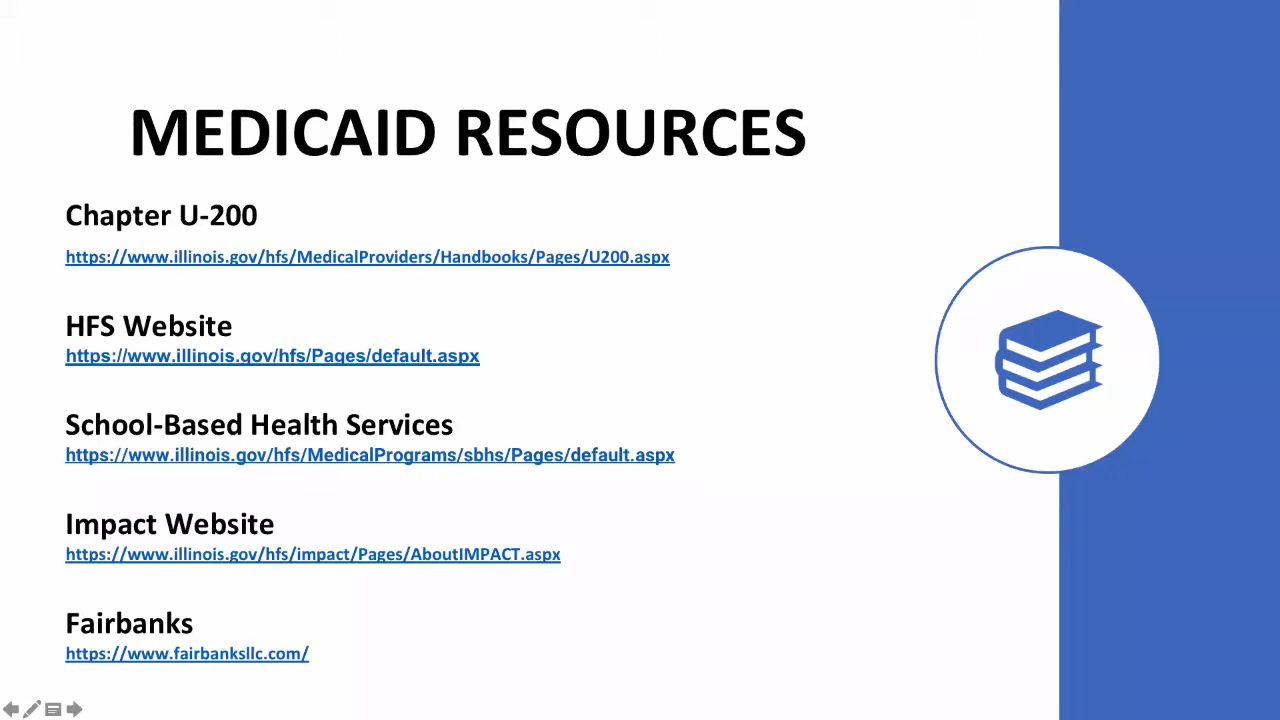 MEDICAID RESOURCES
Chapter U-200
https://www.illinois.gov/hfs/MedicalProviders/Handbooks/Pages/U200.aspx
HFS Website
https://www.illinois.gov/hfs/Pages/default.aspx
School-Based Health Services
https://www.illinois.gov/hfs/MedicalPrograms/sbhs/Pages/default.aspx
Impact Website
https://www.illinois.gov/hfs/impact/Pages/AboutIMPACT.aspx
Fairbanks
https://www.fairbanksllc.com/